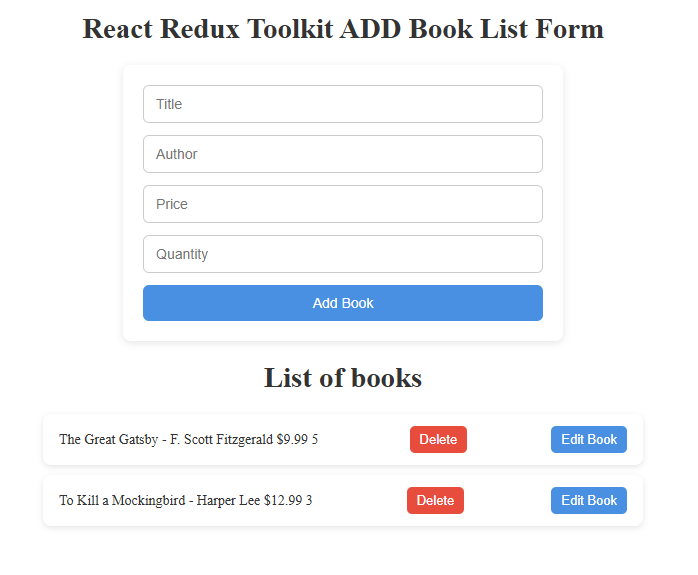 React Redux Toolkit ADD Book List Form
Title
Author
Price
Quantity
Add Book
List of books
The Great Gatsby - F. Scott Fitzgerald $9.99 5 Delete Edit Book
To Kill a Mockingbird - Harper Lee $12.99 3 Delete Edit Book